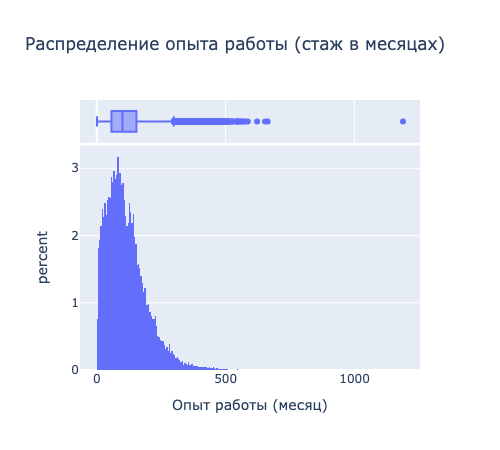 Распределение опыта работы (стаж в месяцах)
3
2
1
0
percent
0 500 1000
Опыт работы (месяц)